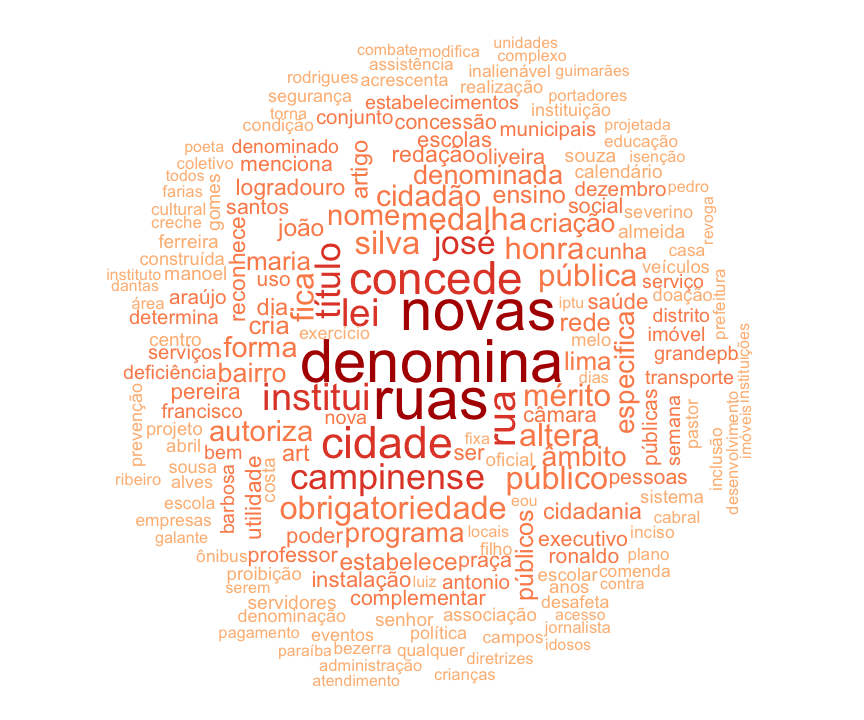 unidades
combate modifica complexo
assistência inalienável guimarães
rodrigues acrescenta realização
segurança estabelecimentos portadores
torna conjunto concessão instituição
condição municipais projetada
poeta denominado artigo escolas educação
coletivo menciona redação oliveira souza isenção
todos denominada calendário
farias gomes logradouro cidadão ensino dezembro pedro
cultural santos nome medalha criação social severino revoga
creche joão almeida
ferreira reconhece silva josé honra cunha casa
construída maria título
instituto manoel uso concede pública veículos
dantas serviço
área araújo dia fica lei novas iptu saúde doação prefeitura
determina cria rede distrito
centro exercício melo imóvel
serviços forma denomina lima especifica grandepb
deficiência bairro dias transporte instituições
pereira institui ruas rua mérito
francisco nova câmara públicas semana pastor imóveis
prevenção projeto autoriza fixa altera
abril bem art cidade ser oficial âmbito inclusão desenvolvimento
sousa costa
ribeiro alves campinense público pessoas
escola barbosa utilidade eou sistema
empresas obrigatoriedade cidadania cabral
galante poder programa locais públicos executivo inciso
ônibus professor estabelece praça filho ronaldo plano
proibição instalação luiz antonio escolar comenda
serem anos contra
servidores complementar desafeta
denominação senhor associação acesso
pagamento eventos política campos jornalista
paraíba bezerra qualquer idosos
administração diretrizes
atendimento crianças